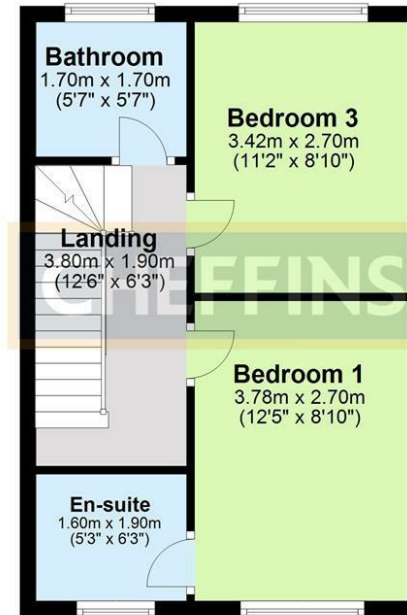 Bathroom
1.70m x 1.70m
(5'7" x 5'7")
Bedroom 3
3.42m x 2.70m
(11'2" x 8'10")
Landing
3.80m x 1.90m
(12'6" x 6'3")
CHEFFINS
Bedroom 1
3.78m x 2.70m
(12'5" x 8'10")
En-suite
1.60m x 1.90m
(5'3" x 6'3")